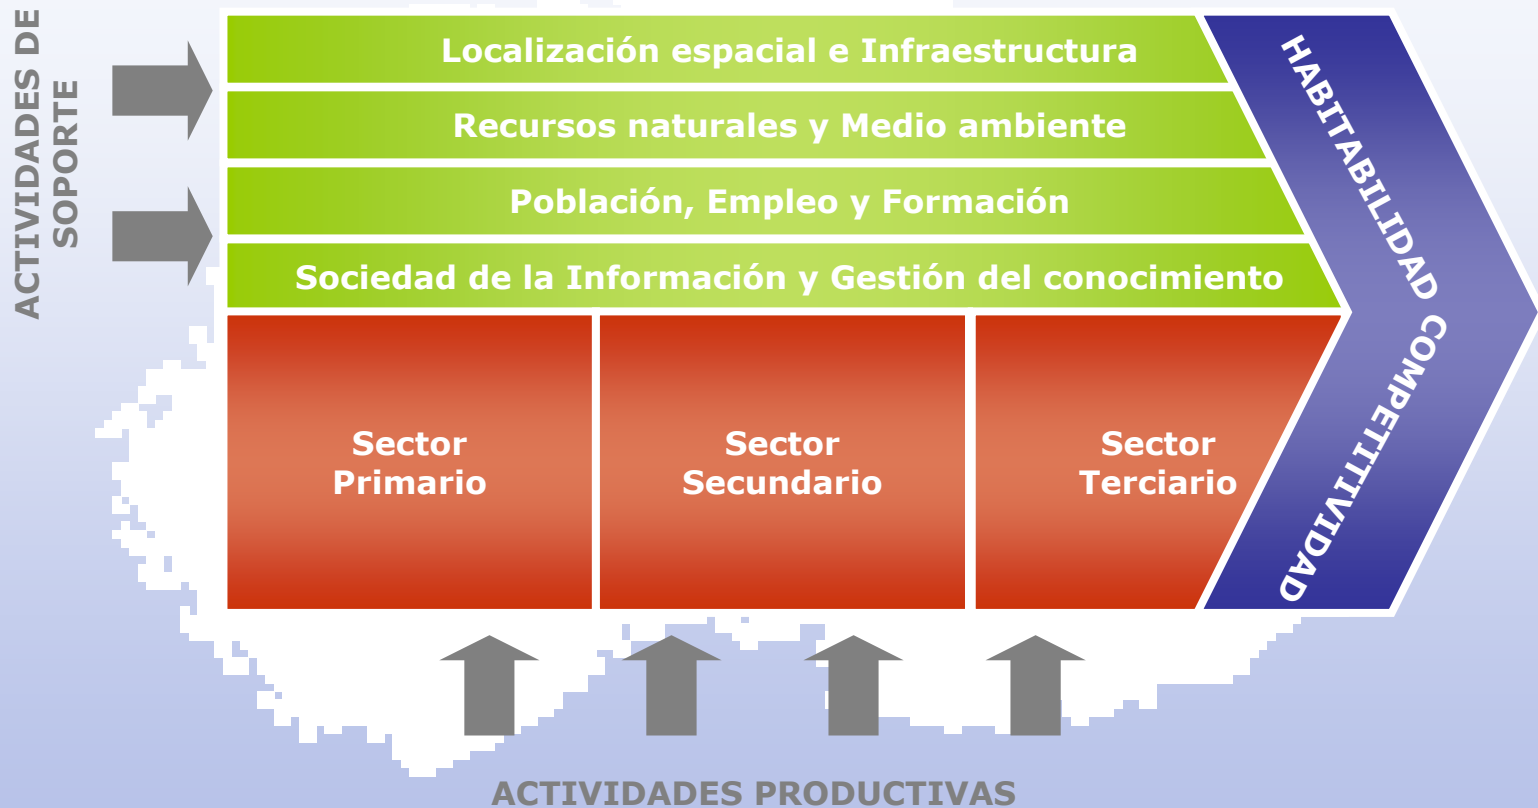 ACTIVIDADES DE
SOPORTE
Localización espacial e Infraestructura
Recursos naturales y Medio ambiente
Población, Empleo y Formación
Sociedad de la Información y Gestión del conocimiento
HABITABILIDAD COMPETITIVIDAD
Sector
Primario
Sector
Secundario
Sector
Terciario
ACTIVIDADES PRODUCTIVAS